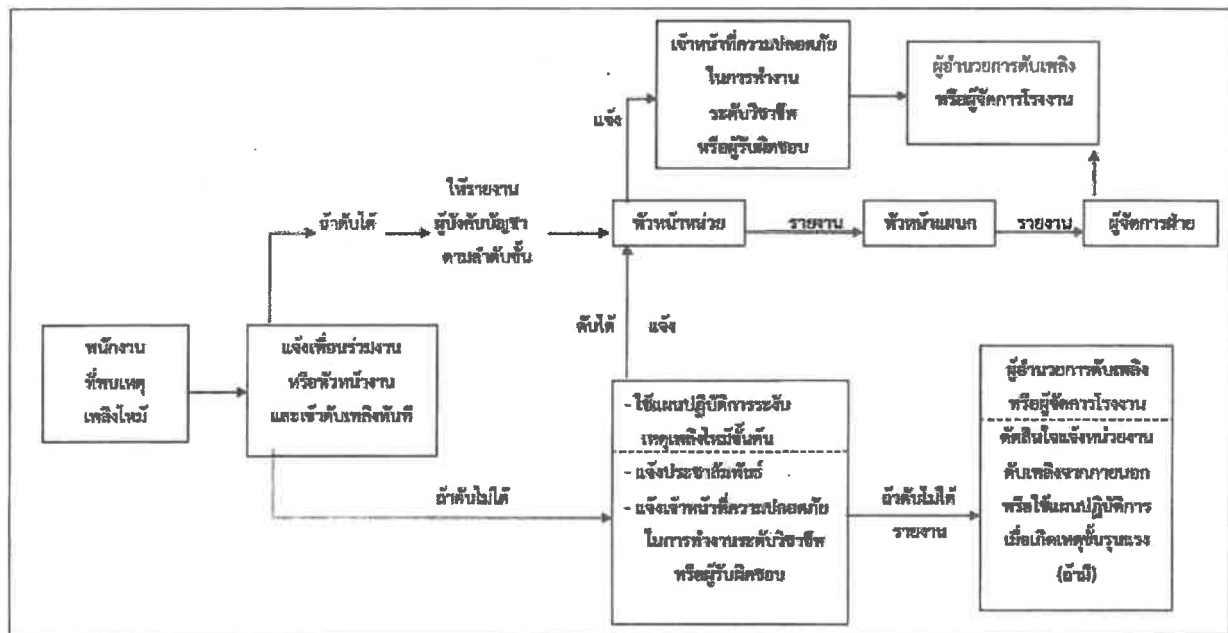 เจ้าหน้าที่ความปลอดภัย
ในการทำงาน
ระดับวิชาชีพ
หรือผู้รับผิดชอบ
ผู้อำนวยการดับเพลิง
หรือผู้จัดการโรงงาน
แจ้ง
ให้รายงาน
ผู้บังคับบัญชา
ตามลำดับชั้น
ถ้าดับได้
หัวหน้าหน่วย
รายงาน
หัวหน้าแผนก
รายงาน
ผู้จัดการฝ่าย
ดับได้
แจ้ง
พนักงาน
ที่พบเหตุ
เพลิงไหม้
แจ้งเพื่อนร่วมงาน
หรือหัวหน้างาน
และเข้าดับเพลิงทันที
ถ้าดับไม่ได้
- ใช้แผนปฏิบัติการระงับ
เหตุเพลิงไหม้ขั้นต้น
- แจ้งประชาสัมพันธ์
- แจ้งเจ้าหน้าที่ความปลอดภัย
ในการทำงานระดับวิชาชีพ
หรือผู้รับผิดชอบ
ถ้าดับไม่ได้
รายงาน
ผู้อำนวยการดับเพลิง
หรือผู้จัดการโรงงาน
ตัดสินใจแจ้งหน่วยงาน
ดับเพลิงจากภายนอก
หรือใช้แผนปฏิบัติการ
เมื่อเกิดเหตุขั้นรุนแรง
(ถ้ามี)